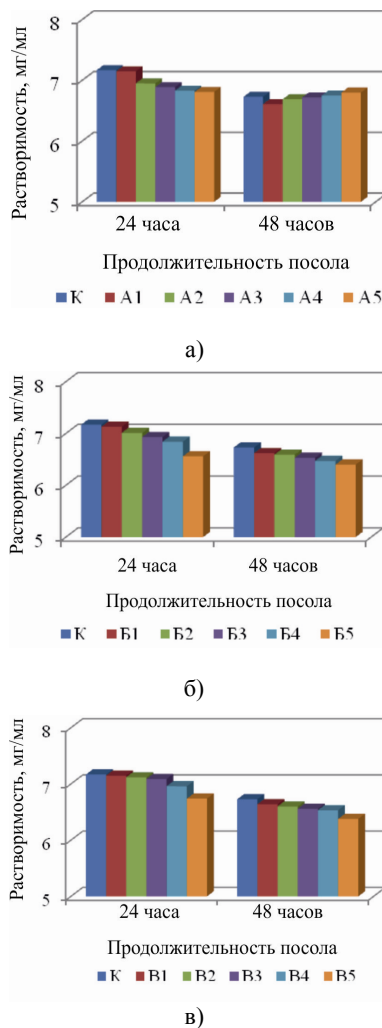 Растворимость, мг/мл
8
7
6
5
24 часа 48 часов
Продолжительность посола
К А1 А2 А3 А4 А5
а)
Растворимость, мг/мл
8
7
6
5
24 часа 48 часов
Продолжительность посола
К Б1 Б2 Б3 Б4 Б5
б)
Растворимость, мг/мл
8
7
6
5
24 часа 48 часов
Продолжительность посола
К В1 В2 В3 В4 В5
в)